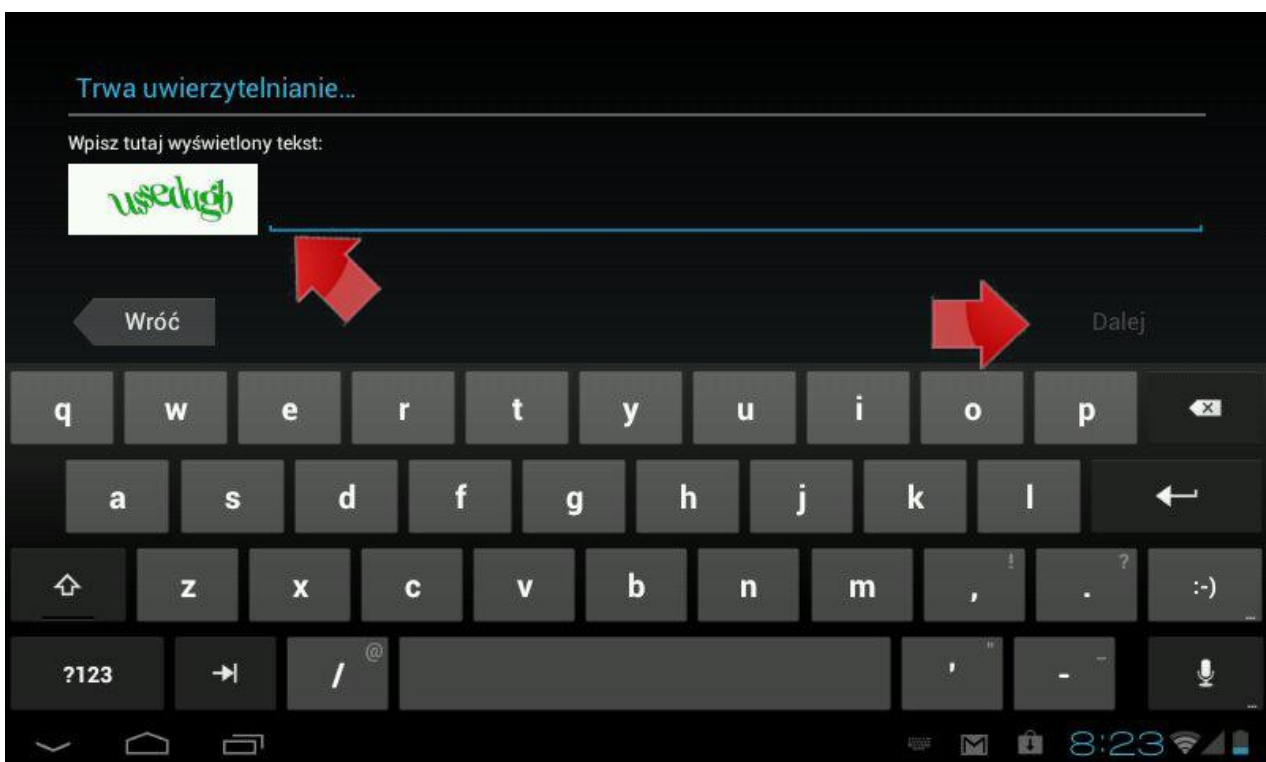 Trwa uwierzytelnianie...
Wpisz tutaj wyświetlony tekst:
Wróć
Dalej
q w e r t y u i o p
a s d f g h j k l
z x c v b n m , ! . ? :-) ...
?123 / @ ' " - _ ...
8:23